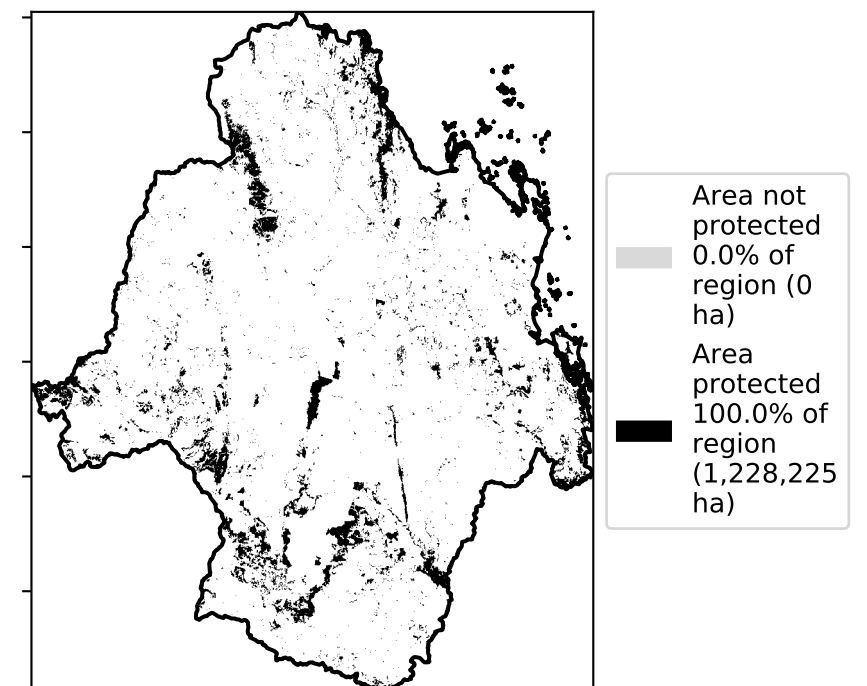 Area not
protected
0.0% of
region (0
ha)
Area
protected
100.0% of
region
(1,228,225
ha)